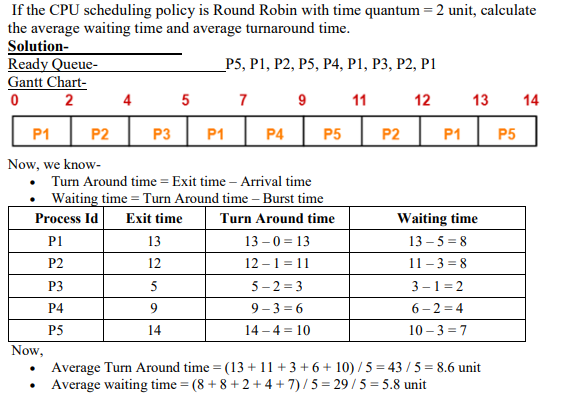 If the CPU scheduling policy is Round Robin with time quantum = 2 unit, calculate
the average waiting time and average turnaround time.
Solution-
Ready Queue- P5, P1, P2, P5, P4, P1, P3, P2, P1
Gantt Chart-
0 2 4 5 7 9 11 12 13 14
P1 P2 P3 P1 P4 P5 P2 P1 P5
Now, we know-
• Turn Around time = Exit time – Arrival time
• Waiting time = Turn Around time – Burst time
Process Id Exit time Turn Around time Waiting time
P1 13 13 – 0 = 13 13 – 5 = 8
P2 12 12 – 1 = 11 11 – 3 = 8
P3 5 5 – 2 = 3 3 – 1 = 2
P4 9 9 – 3 = 6 6 – 2 = 4
P5 14 14 – 4 = 10 10 – 3 = 7
Now,
• Average Turn Around time = (13 + 11 + 3 + 6 + 10) / 5 = 43 / 5 = 8.6 unit
• Average waiting time = (8 + 8 + 2 + 4 + 7) / 5 = 29 / 5 = 5.8 unit